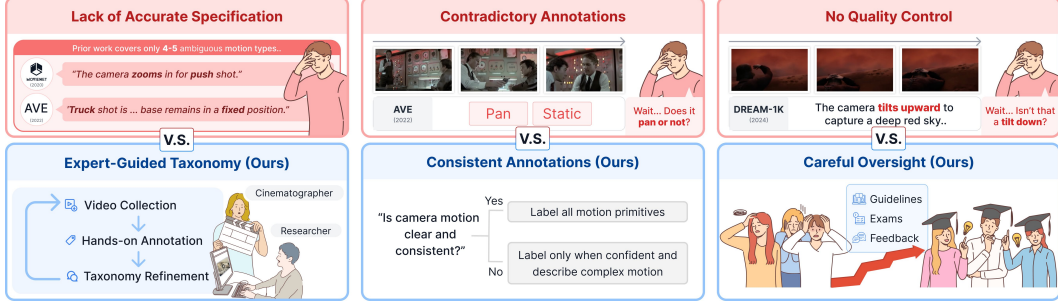 Lack of Accurate Specification
Prior work covers only 4-5 ambiguous motion types..
MOVIENET
(2020)
"The camera zooms in for push shot."
AVE
(2022)
"Truck shot is ... base remains in a fixed position."
V.S.
Expert-Guided Taxonomy (Ours)
Video Collection
Hands-on Annotation
Taxonomy Refinement
Cinematographer
Researcher
Contradictory Annotations
AVE
(2022)
Pan
Static
Wait... Does it
pan or not?
V.S.
Consistent Annotations (Ours)
"Is camera motion
clear and
consistent?"
Yes
Label all motion primitives
No
Label only when confident and
describe complex motion
No Quality Control
DREAM-1K
(2024)
The camera tilts upward to
capture a deep red sky..
Wait... Isn't that
a tilt down?
V.S.
Careful Oversight (Ours)
Guidelines
Exams
Feedback